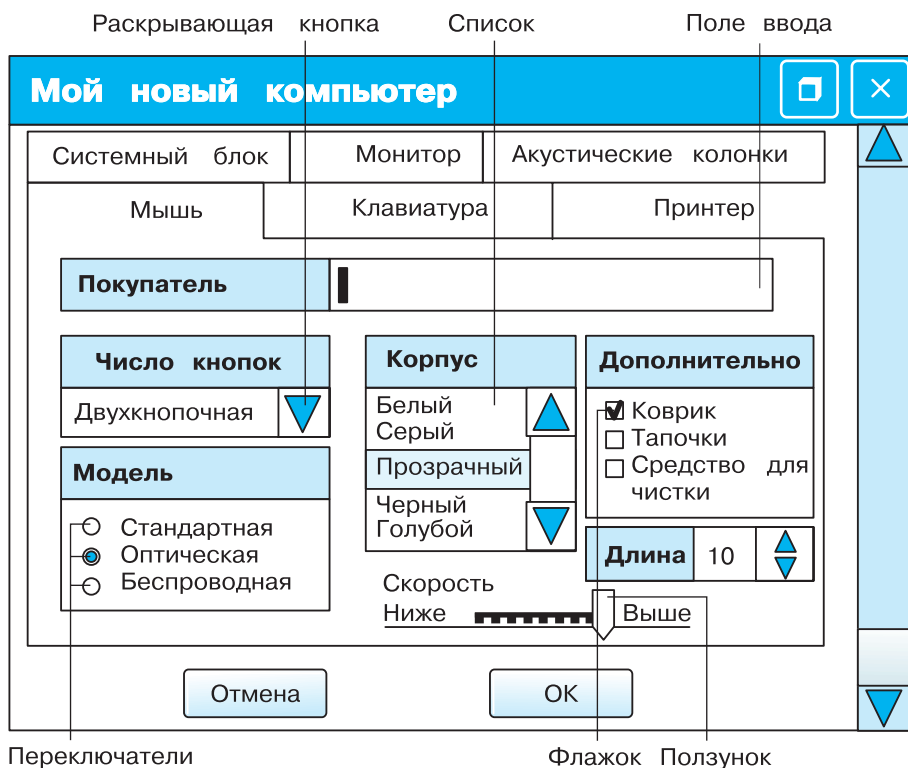 Раскрывающая кнопка
Список
Поле ввода
Мой новый компьютер
Системный блок
Монитор
Акустические колонки
Мышь
Клавиатура
Принтер
Покупатель
Число кнопок
Двухкнопочная
Модель
Стандартная
Оптическая
Беспроводная
Корпус
Белый
Серый
Прозрачный
Черный
Голубой
Дополнительно
Коврик
Тапочки
Средство для
чистки
Длина 10
Скорость
Ниже
Выше
Отмена
ОК
Переключатели
Флажок
Ползунок